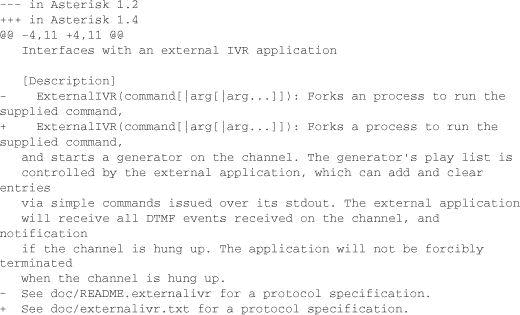 --- in Asterisk 1.2
+++ in Asterisk 1.4
@@ -4,11 +4,11 @@
Interfaces with an external IVR application
[Description]
- ExternalIVR(command[|arg[|arg...]]): Forks an process to run the
supplied command,
+ ExternalIVR(command[|arg[|arg...]]): Forks a process to run the
supplied command,
and starts a generator on the channel. The generator's play list is
controlled by the external application, which can add and clear
entries
via simple commands issued over its stdout. The external application
will receive all DTMF events received on the channel, and
notification
if the channel is hung up. The application will not be forcibly
terminated
when the channel is hung up.
- See doc/README.externalivr for a protocol specification.
+ See doc/externalivr.txt for a protocol specification.